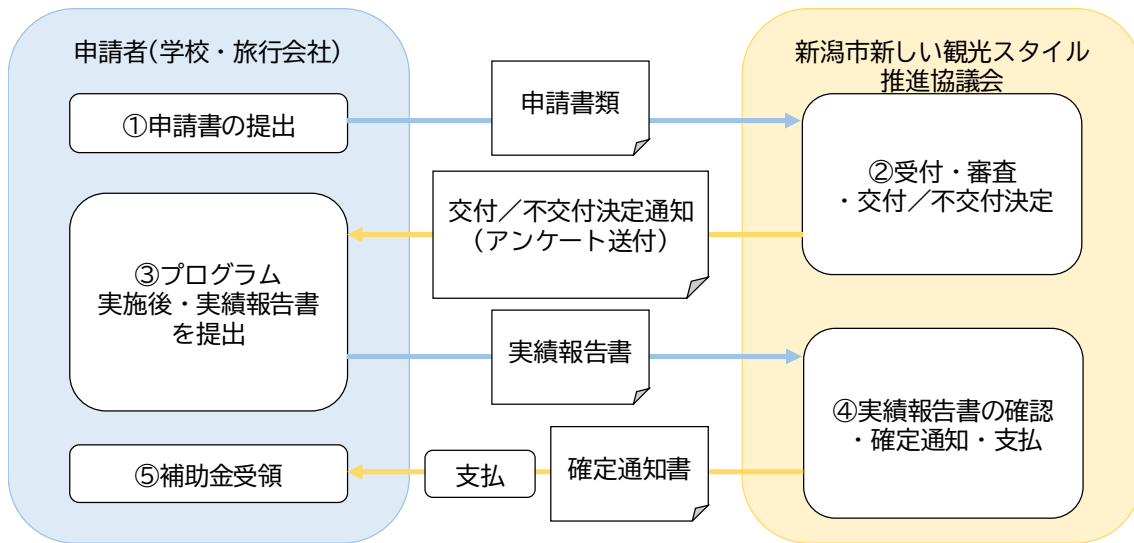 申請者(学校・旅行会社)
新潟市新しい観光スタイル
推進協議会
①申請書の提出
申請書類
②受付・審査
・交付／不交付決定
交付／不交付決定通知
（アンケート送付）
③プログラム
実施後・実績報告書
を提出
実績報告書
④実績報告書の確認
・確定通知・支払
確定通知書
支払
⑤補助金受領